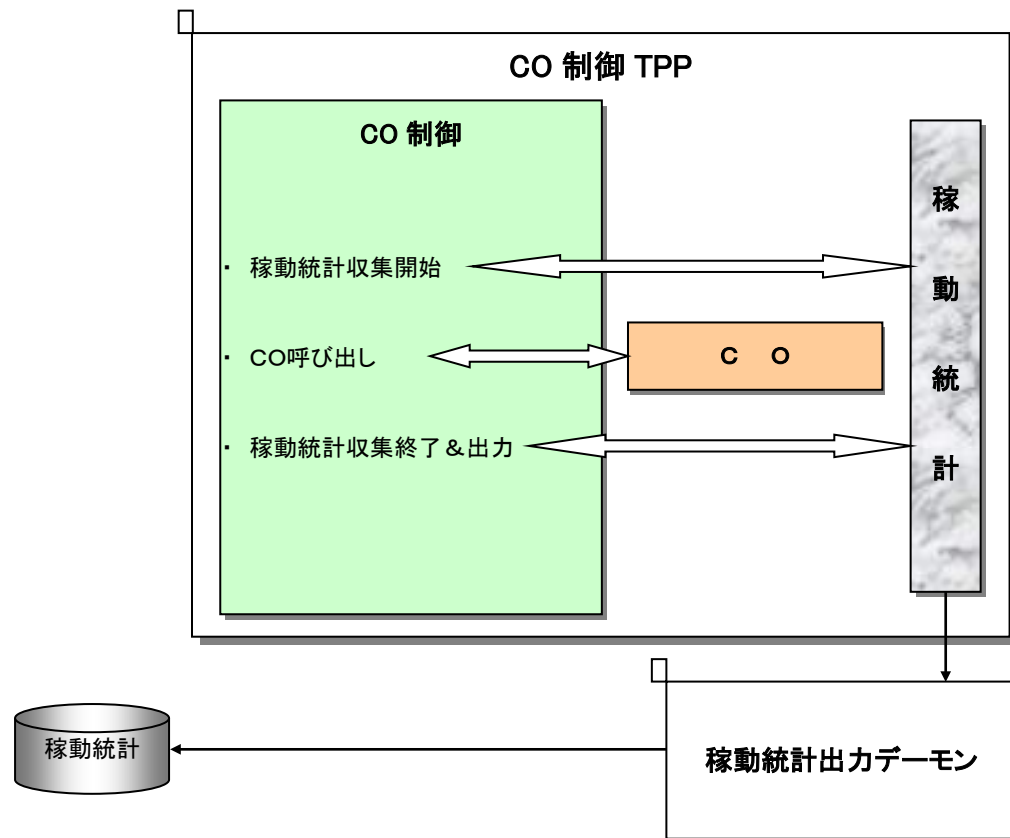 CO 制御 TPP
CO 制御
・ 稼動統計収集開始
・ CO呼び出し
・ 稼動統計収集終了＆出力
C O
稼動統計
稼動統計
稼動統計出力デーモン